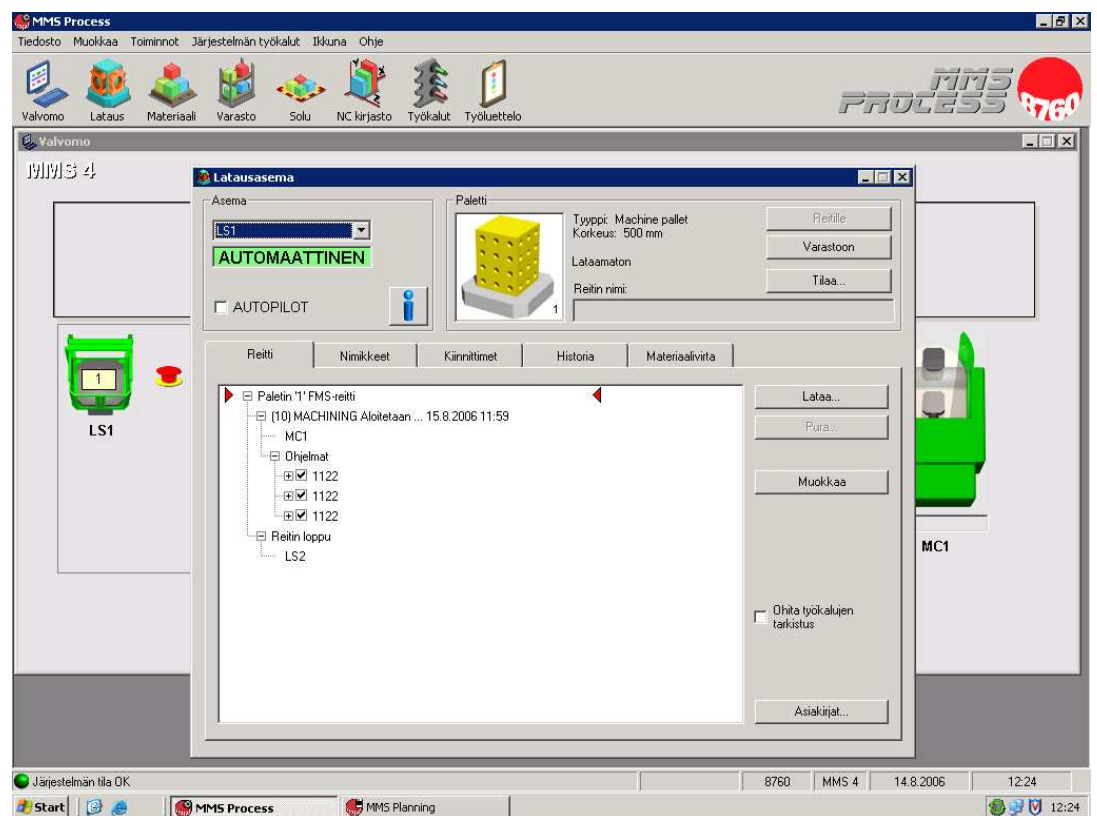 MMS Process
Tiedosto Muokkaa Toiminnot Järjestelmän työkalut Ikkuna Ohje
Valvomo Lataus Materiaali Varasto Solu NC kirjasto Työkalut Työluettelo
MMS
PROCESS 8760
Valvomo
MMS 4
Latausasema
Asema
LS1
AUTOMAATTINEN
AUTOPILOT
Paletti
1
Tyyppi: Machine pallet
Korkeus: 500 mm
Lataamaton
Reitin nimi:
Reitille
Varastoon
Tilaa...
Reitti Nimikkeet Kiinnittimet Historia Materiaalivirta
Paletin '1' FMS-reitti
(10) MACHINING Aloitetaan ... 15.8.2006 11:59
MC1
Ohjelmat
1122
1122
1122
Reitin loppu
LS2
Lataa...
Pura...
Muokkaa
Ohita työkalujen
tarkistus
Asiakirjat...
1
LS1
MC1
Järjestelmän tila OK 8760 MMS 4 14.8.2006 12:24
Start MMS Process MMS Planning 12:24